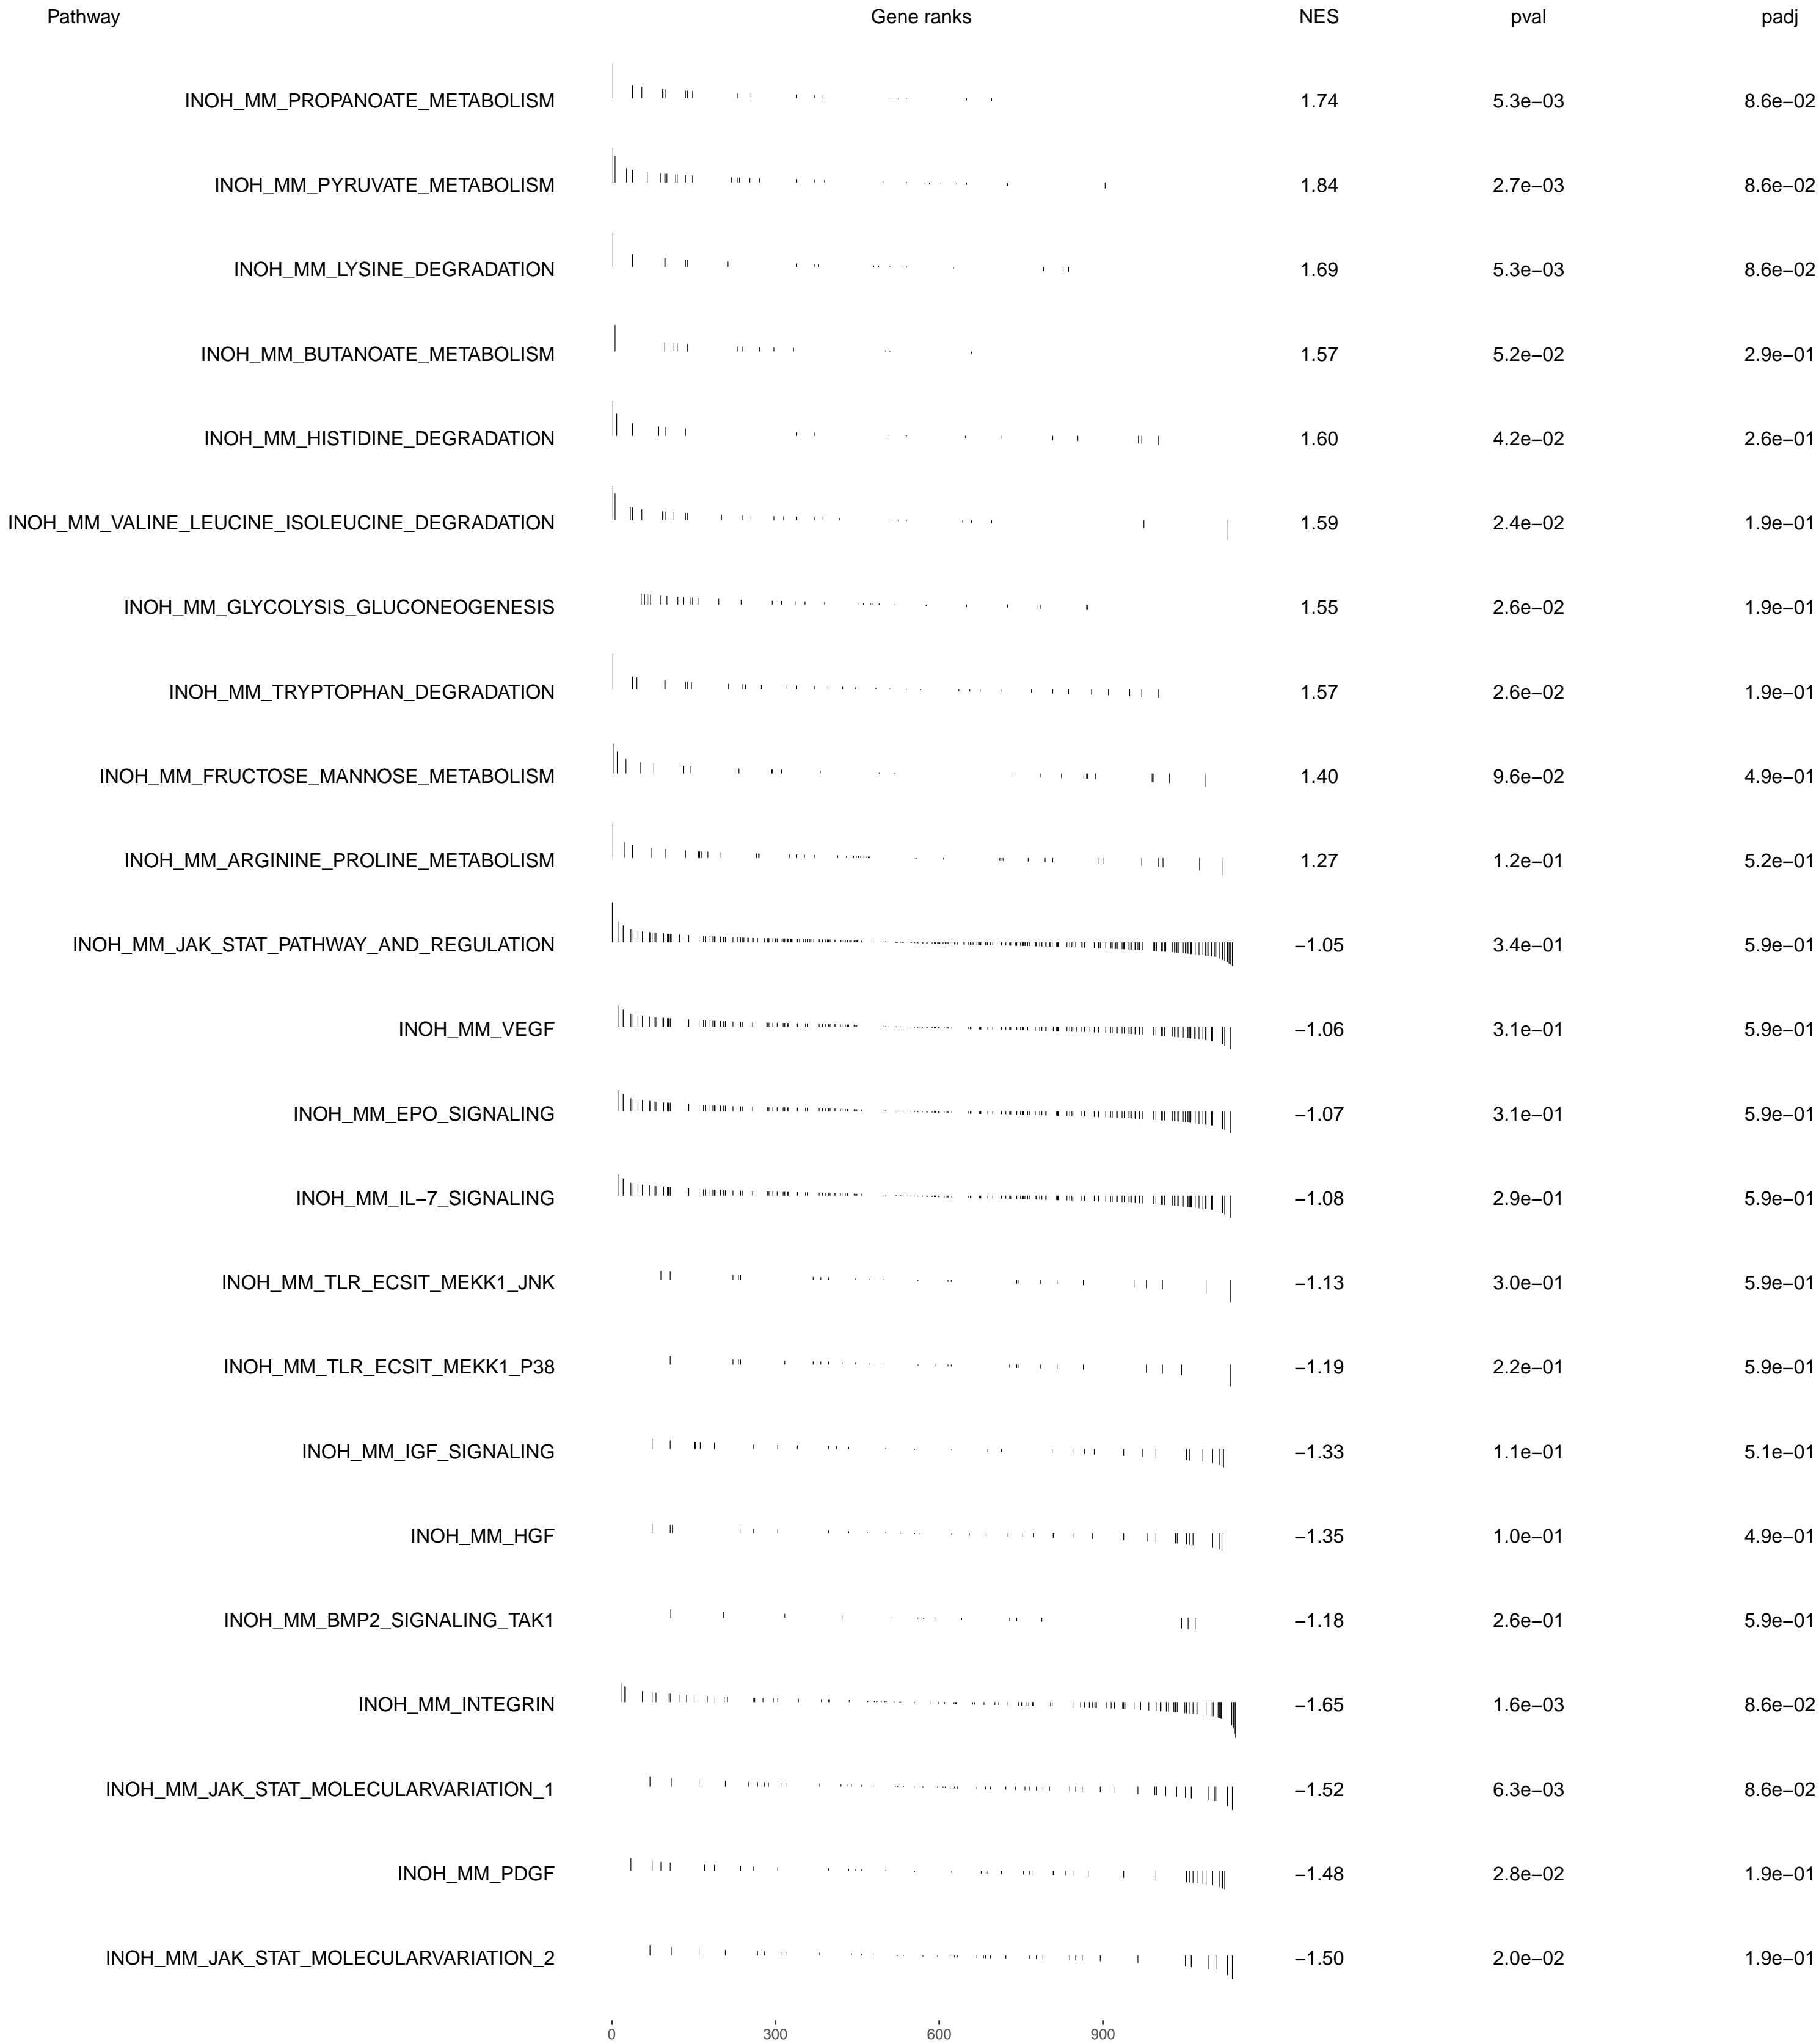 Pathway Gene ranks NES pval padj
INOH_MM_PROPANOATE_METABOLISM 1.74 5.3e−03 8.6e−02
INOH_MM_PYRUVATE_METABOLISM 1.84 2.7e−03 8.6e−02
INOH_MM_LYSINE_DEGRADATION 1.69 5.3e−03 8.6e−02
INOH_MM_BUTANOATE_METABOLISM 1.57 5.2e−02 2.9e−01
INOH_MM_HISTIDINE_DEGRADATION 1.60 4.2e−02 2.6e−01
INOH_MM_VALINE_LEUCINE_ISOLEUCINE_DEGRADATION 1.59 2.4e−02 1.9e−01
INOH_MM_GLYCOLYSIS_GLUCONEOGENESIS 1.55 2.6e−02 1.9e−01
INOH_MM_TRYPTOPHAN_DEGRADATION 1.57 2.6e−02 1.9e−01
INOH_MM_FRUCTOSE_MANNOSE_METABOLISM 1.40 9.6e−02 4.9e−01
INOH_MM_ARGININE_PROLINE_METABOLISM 1.27 1.2e−01 5.2e−01
INOH_MM_JAK_STAT_PATHWAY_AND_REGULATION −1.05 3.4e−01 5.9e−01
INOH_MM_VEGF −1.06 3.1e−01 5.9e−01
INOH_MM_EPO_SIGNALING −1.07 3.1e−01 5.9e−01
INOH_MM_IL−7_SIGNALING −1.08 2.9e−01 5.9e−01
INOH_MM_TLR_ECSIT_MEKK1_JNK −1.13 3.0e−01 5.9e−01
INOH_MM_TLR_ECSIT_MEKK1_P38 −1.19 2.2e−01 5.9e−01
INOH_MM_IGF_SIGNALING −1.33 1.1e−01 5.1e−01
INOH_MM_HGF −1.35 1.0e−01 4.9e−01
INOH_MM_BMP2_SIGNALING_TAK1 −1.18 2.6e−01 5.9e−01
INOH_MM_INTEGRIN −1.65 1.6e−03 8.6e−02
INOH_MM_JAK_STAT_MOLECULARVARIATION_1 −1.52 6.3e−03 8.6e−02
INOH_MM_PDGF −1.48 2.8e−02 1.9e−01
INOH_MM_JAK_STAT_MOLECULARVARIATION_2 −1.50 2.0e−02 1.9e−01
0 300 600 900